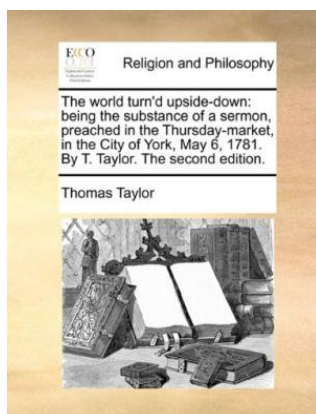 ECCO
Religion and Philosophy
The world turn'd upside-down:
being the substance of a sermon,
preached in the Thursday-market,
in the City of York, May 6, 1781.
By T. Taylor. The second edition.
Thomas Taylor